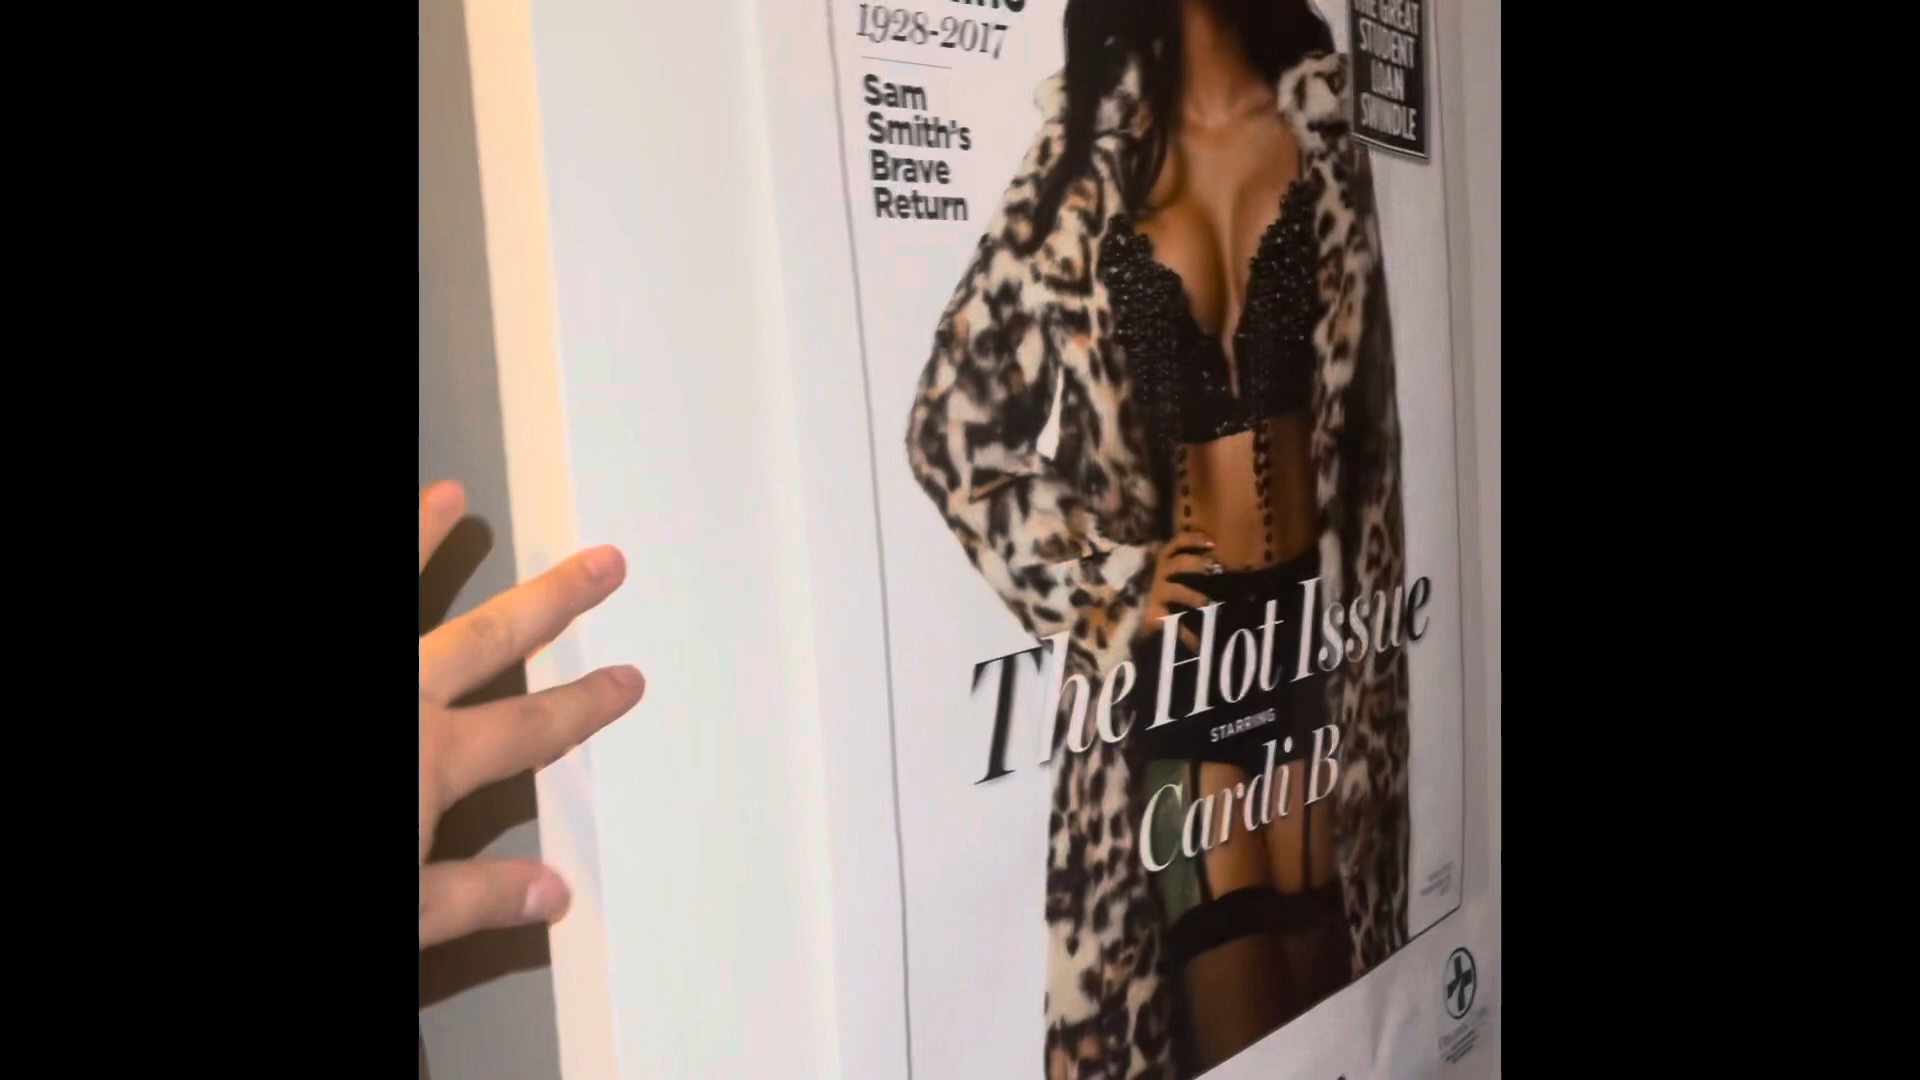 1928-2017
Sam
Smith's
Brave
Return
THE GREAT
STUDENT
LOAN
SWINDLE
The Hot Issue
STARRING
Cardi B